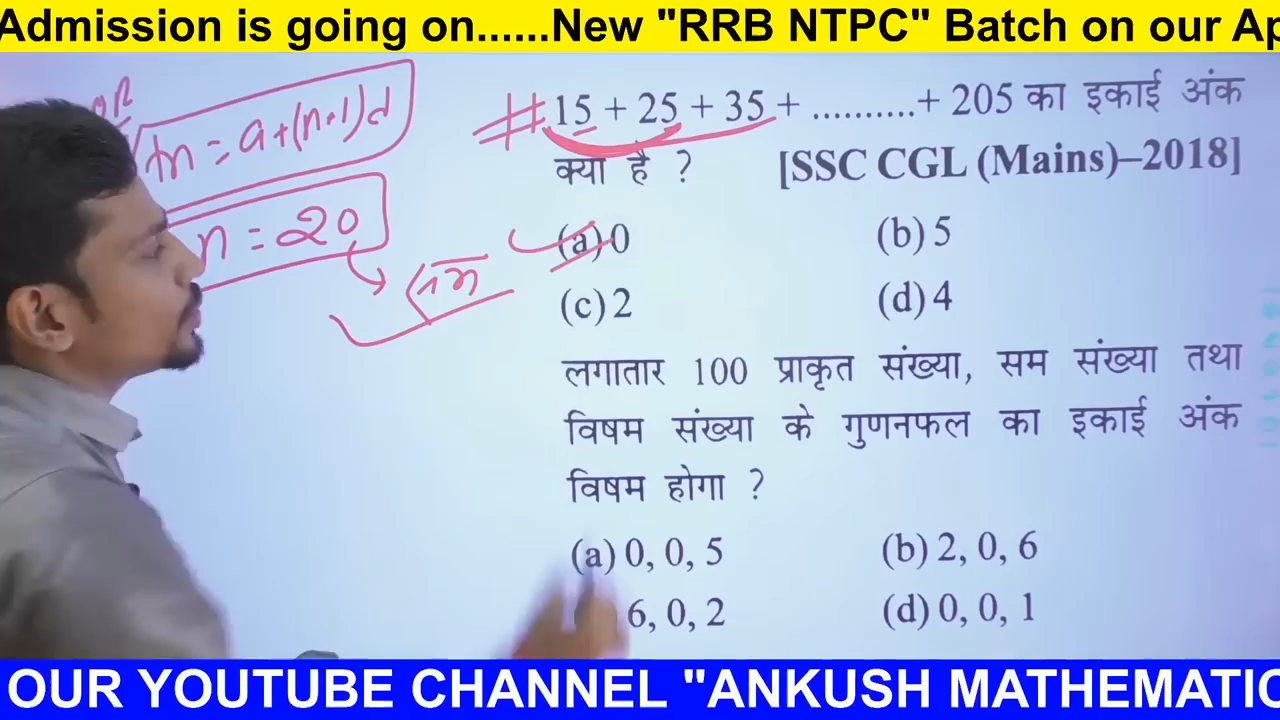 Admission is going on......New "RRB NTPC" Batch on our Ap
OR
tn = a+(n-1)d
n = 20
सम
# 15 + 25 + 35 + ..........+ 205 का इकाई अंक
क्या है ? [SSC CGL (Mains)–2018]
(a) 0 (b) 5
(c) 2 (d) 4
लगातार 100 प्राकृत संख्या, सम संख्या तथा
विषम संख्या के गुणनफल का इकाई अंक
विषम होगा ?
(a) 0, 0, 5 (b) 2, 0, 6
6, 0, 2 (d) 0, 0, 1
OUR YOUTUBE CHANNEL "ANKUSH MATHEMATIC